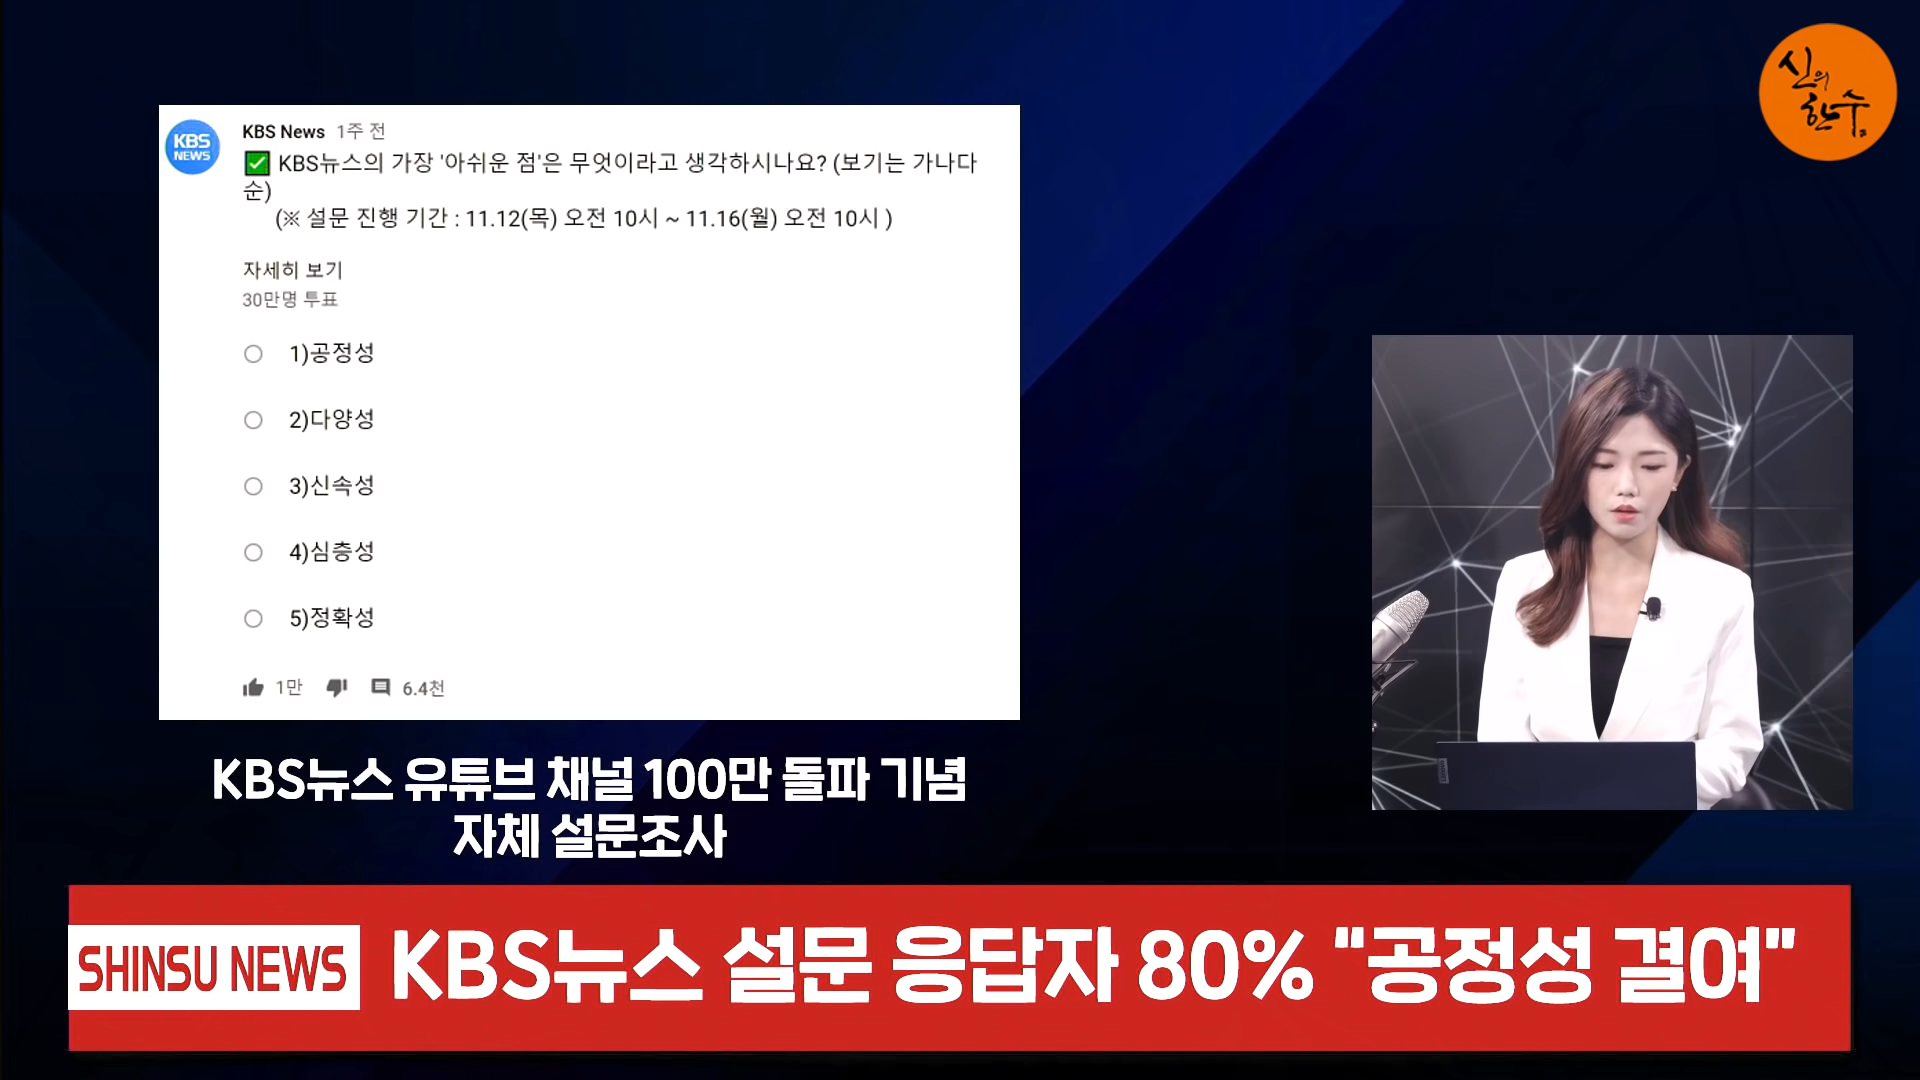 신의
한수
KBS
NEWS
KBS News 1주 전
✅ KBS뉴스의 가장 '아쉬운 점'은 무엇이라고 생각하시나요? (보기는 가나다
순)
(※ 설문 진행 기간 : 11.12(목) 오전 10시 ~ 11.16(월) 오전 10시 )
자세히 보기
30만명 투표
1)공정성
2)다양성
3)신속성
4)심층성
5)정확성
1만 6.4천
KBS뉴스 유튜브 채널 100만 돌파 기념
자체 설문조사
SHINSU NEWS KBS뉴스 설문 응답자 80% “공정성 결여”